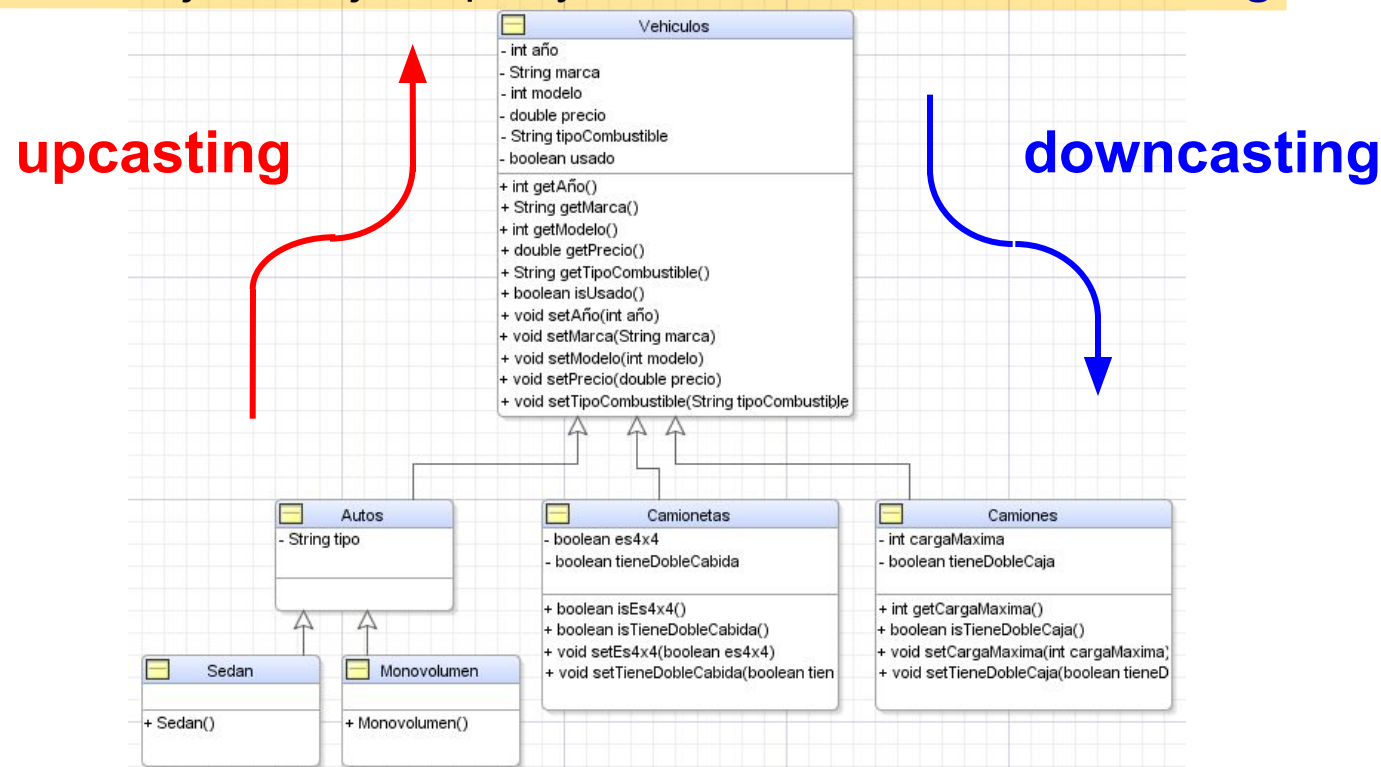 Vehiculos
- int año
- String marca
- int modelo
- double precio
- String tipoCombustible
- boolean usado
+ int getAño()
+ String getMarca()
+ int getModelo()
+ double getPrecio()
+ String getTipoCombustible()
+ boolean isUsado()
+ void setAño(int año)
+ void setMarca(String marca)
+ void setModelo(int modelo)
+ void setPrecio(double precio)
+ void setTipoCombustible(String tipoCombustible
upcasting
downcasting
Autos
- String tipo
Camionetas
- boolean es4x4
- boolean tieneDobleCabida
+ boolean isEs4x4()
+ boolean isTieneDobleCabida()
+ void setEs4x4(boolean es4x4)
+ void setTieneDobleCabida(boolean tien
Camiones
- int cargaMaxima
- boolean tieneDobleCaja
+ int getCargaMaxima()
+ boolean isTieneDobleCaja()
+ void setCargaMaxima(int cargaMaxima)
+ void setTieneDobleCaja(boolean tieneD
Sedan
+ Sedan()
Monovolumen
+ Monovolumen()